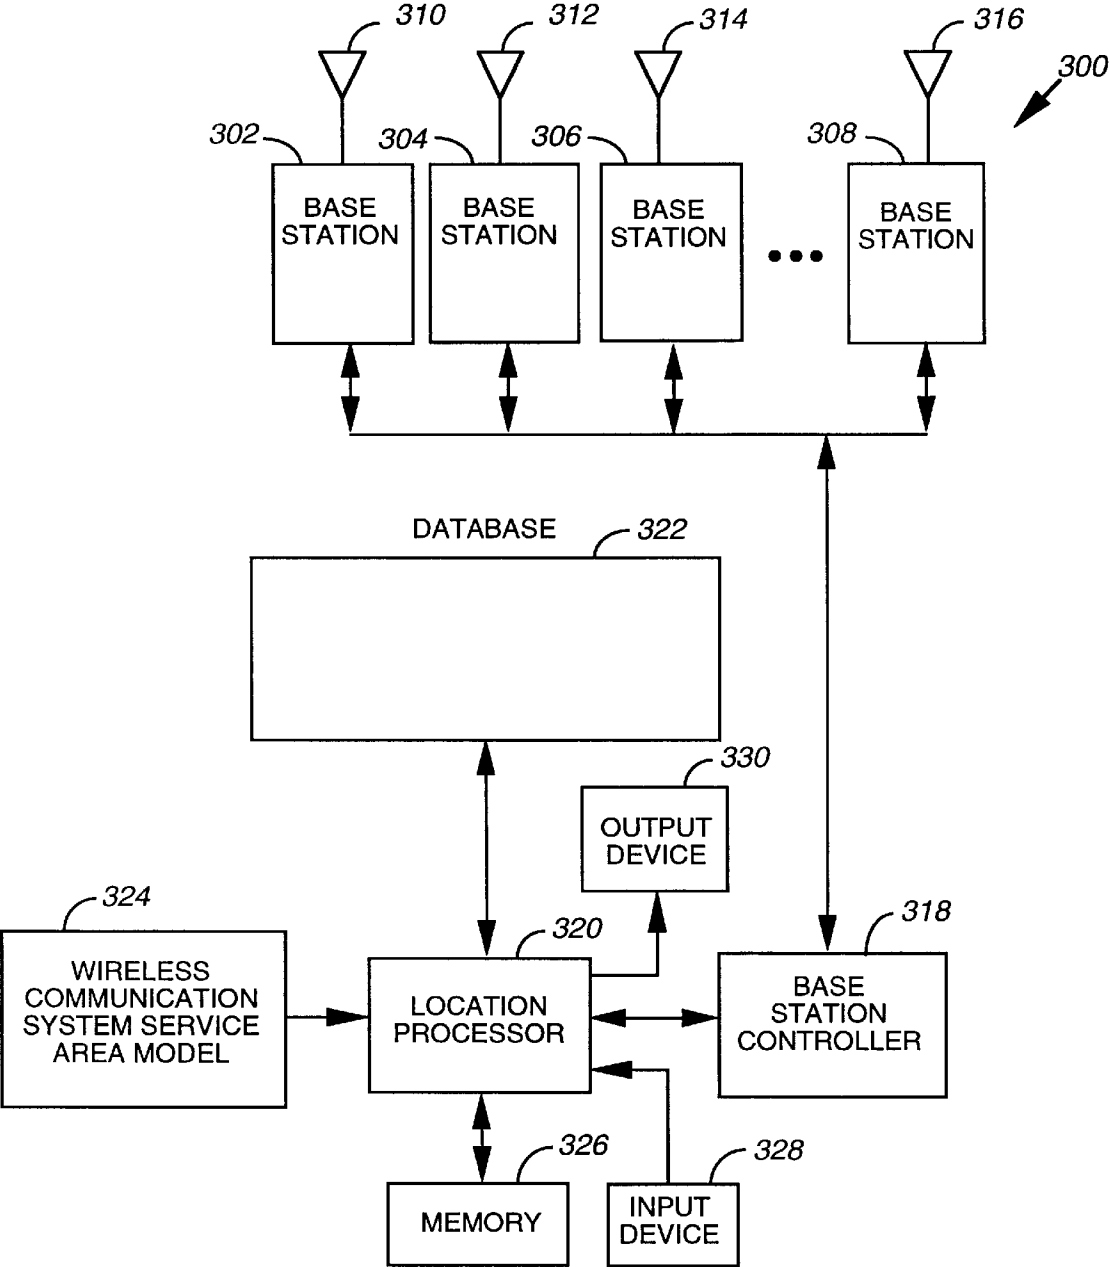 310
312
314
316
300
302
304
306
308
BASE
STATION
BASE
STATION
BASE
STATION
BASE
STATION
DATABASE
322
330
OUTPUT
DEVICE
324
320
318
WIRELESS
COMMUNICATION
SYSTEM SERVICE
AREA MODEL
LOCATION
PROCESSOR
BASE
STATION
CONTROLLER
326
328
MEMORY
INPUT
DEVICE